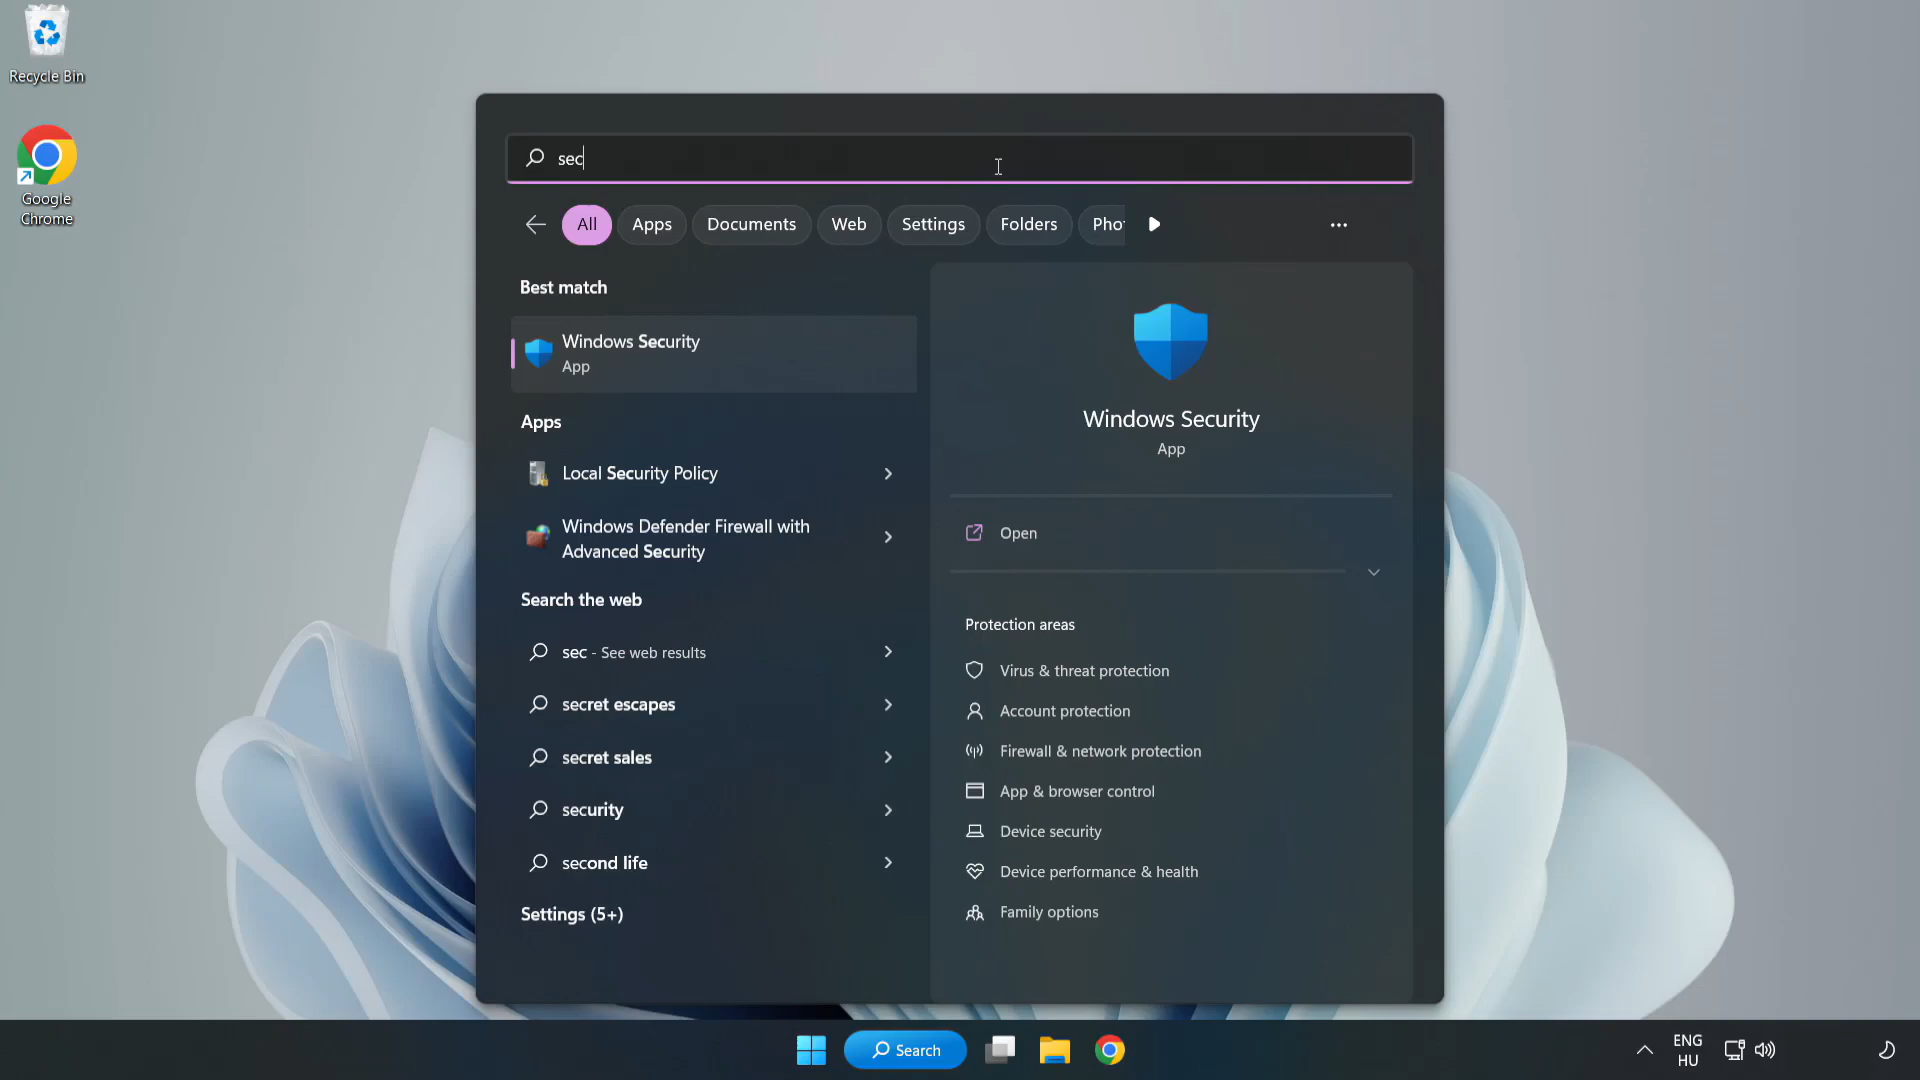 Recycle Bin
Google
Chrome
sec
All
Apps
Documents
Web
Settings
Folders
Pho
Best match
Windows Security
App
Apps
Local Security Policy
Windows Defender Firewall with
Advanced Security
Search the web
sec - See web results
secret escapes
secret sales
security
second life
Settings (5+)
Windows Security
App
Open
Protection areas
Virus & threat protection
Account protection
Firewall & network protection
App & browser control
Device security
Device performance & health
Family options
Search
ENG
HU